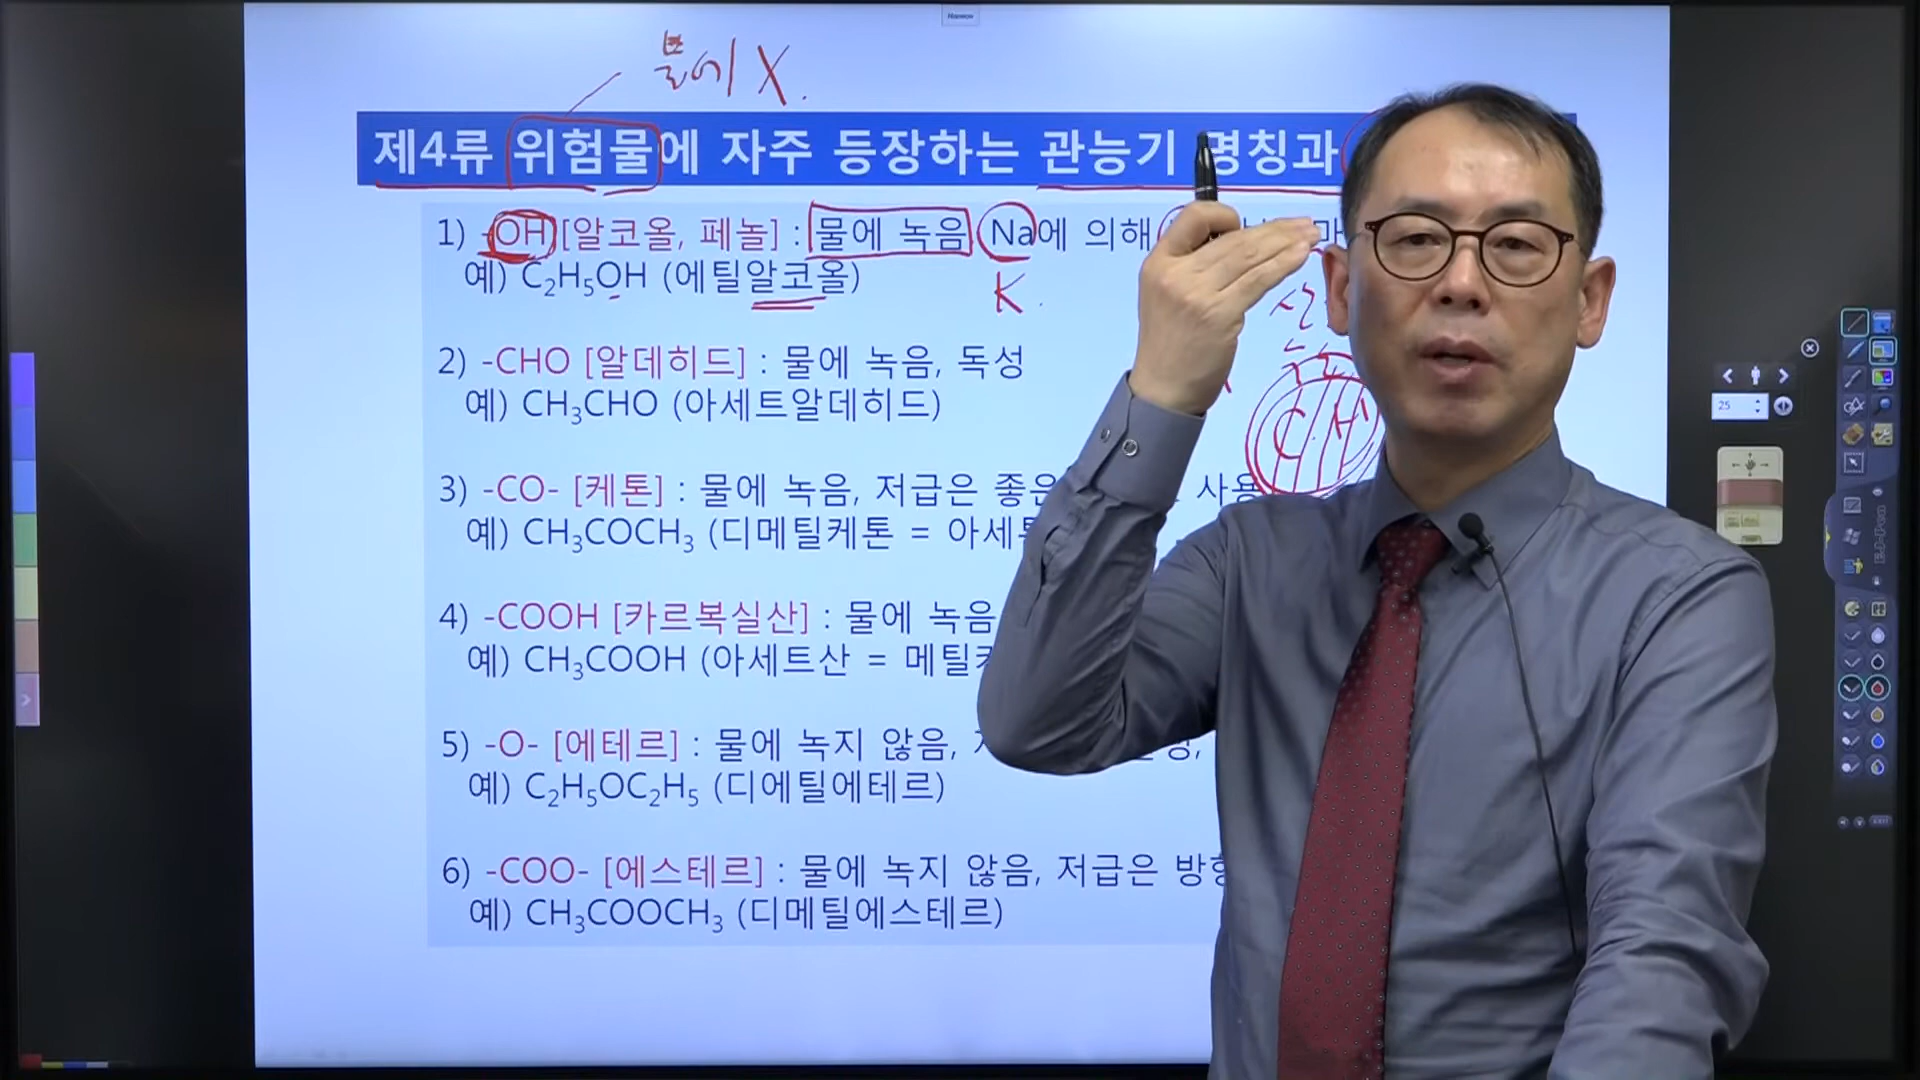 물에 X.
제4류 위험물에 자주 등장하는 관능기 명칭과
1) -OH [알코올, 페놀] : 물에 녹음 Na에 의해
예) C₂H₅OH (에틸알코올)
K.
2) -CHO [알데히드] : 물에 녹음, 독성
예) CH₃CHO (아세트알데히드)
C H
3) -CO- [케톤] : 물에 녹음, 저급은 좋은 사용
예) CH₃COCH₃ (디메틸케톤 =
4) -COOH [카르복실산] : 물에 녹음
예) CH₃COOH (아세트산 =
5) -O- [에테르] : 물에 녹지 않음,
예) C₂H₅OC₂H₅ (디에틸에테르)
6) -COO- [에스테르] : 물에 녹지 않음, 저급은
예) CH₃COOCH₃ (디메틸에스테르)
25